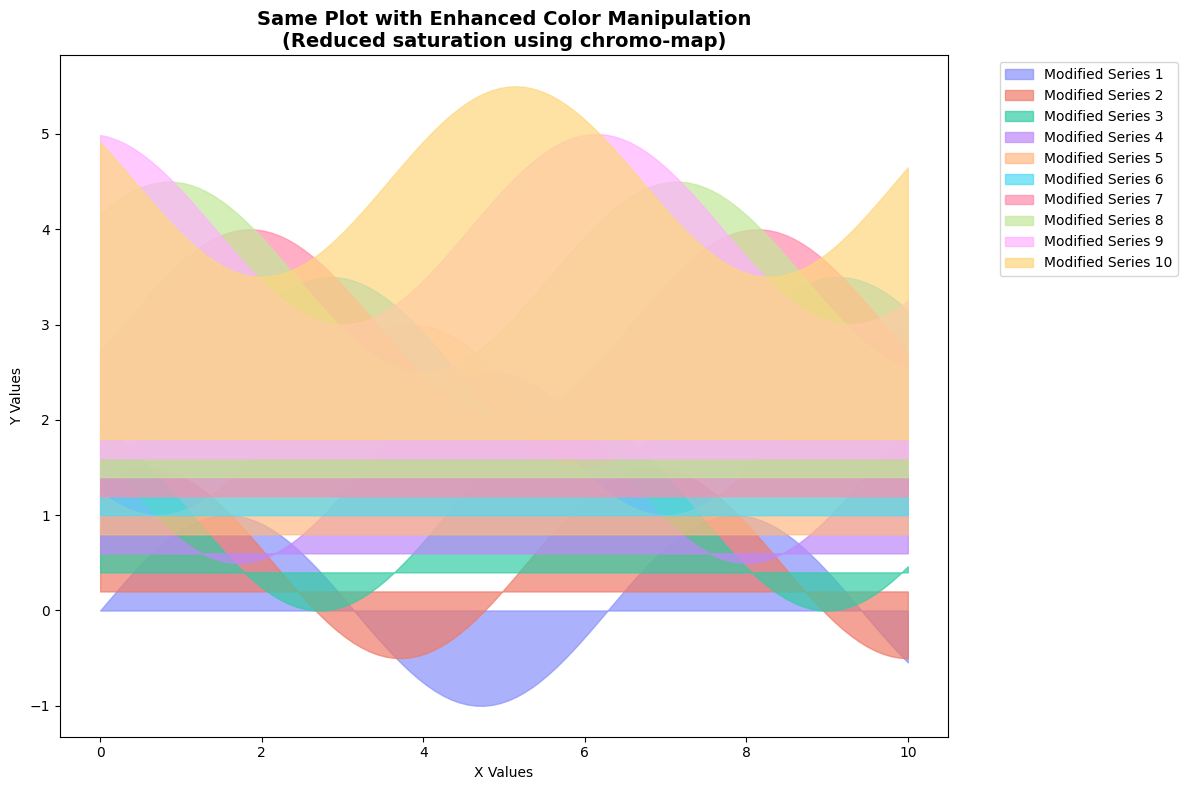 Same Plot with Enhanced Color Manipulation
(Reduced saturation using chromo-map)
Modified Series 1
Modified Series 2
Modified Series 3
Modified Series 4
Modified Series 5
Modified Series 6
Modified Series 7
Modified Series 8
Modified Series 9
Modified Series 10
Y Values
5
4
3
2
1
0
−1
0 2 4 6 8 10
X Values